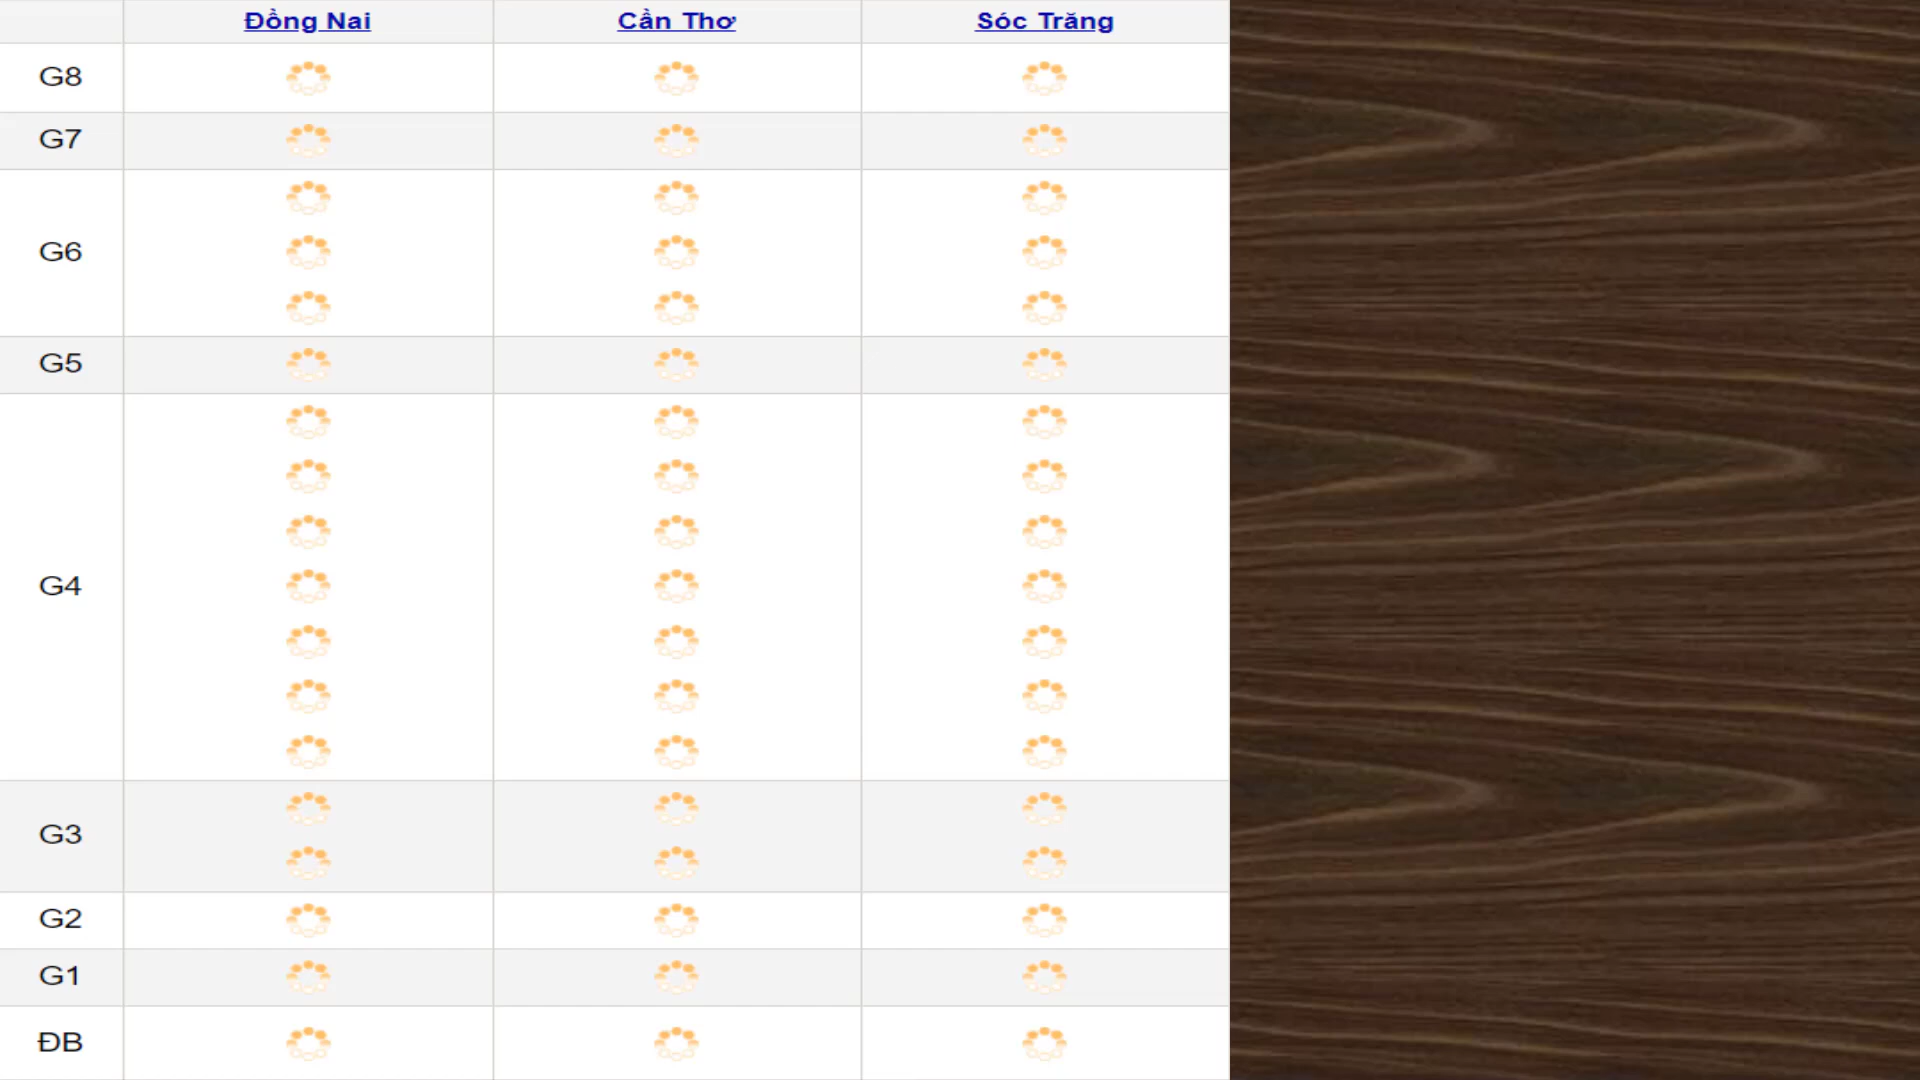 Đồng Nai Cần Thơ Sóc Trăng
G8
G7
G6
G5
G4
G3
G2
G1
ĐB